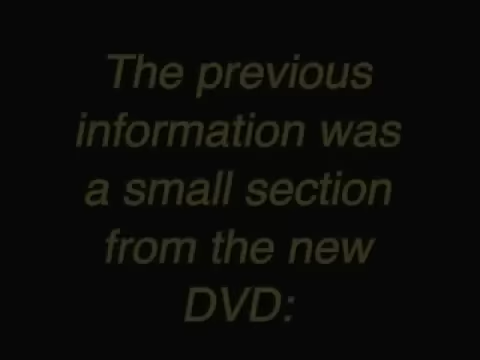 The previous
information was
a small section
from the new
DVD: